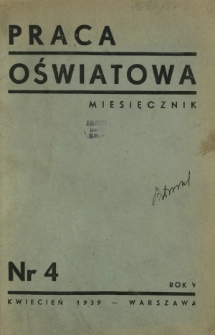 PRACA
OŚWIATOWA
MIESIĘCZNIK
Nr 4
ROK V
KWIECIEŃ 1939 — WARSZAWA